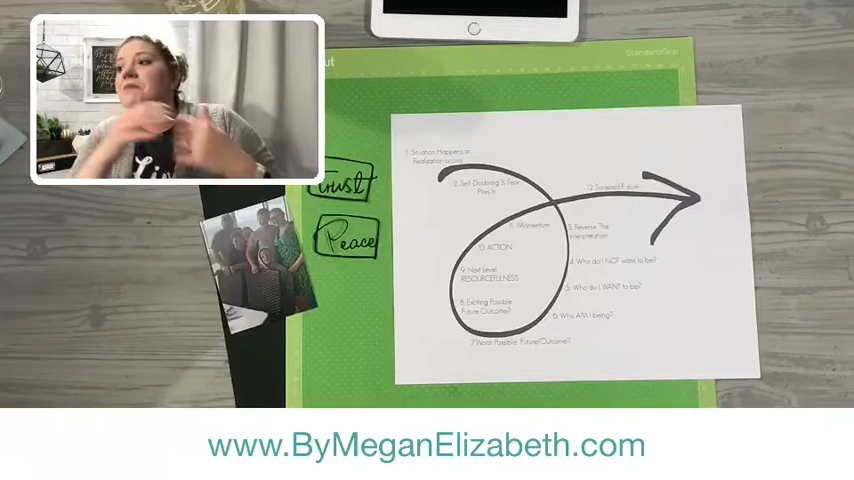 StandardGrip
Trust
Peace
1. Situation Happens or
Realization
2. Self Doubting & Fear
Piles In
12. Forward Future
11. Momentum
3. Reverse The
Interpretation
10. ACTION
4. Who do I NOT want to be?
9. Next Level
RESOURCEFULNESS
5. Who do I WANT to be?
8. Exciting Possible
Future Outcome?
6. Who AM I being?
7. Worst Possible Future/Outcome?
www.ByMeganElizabeth.com